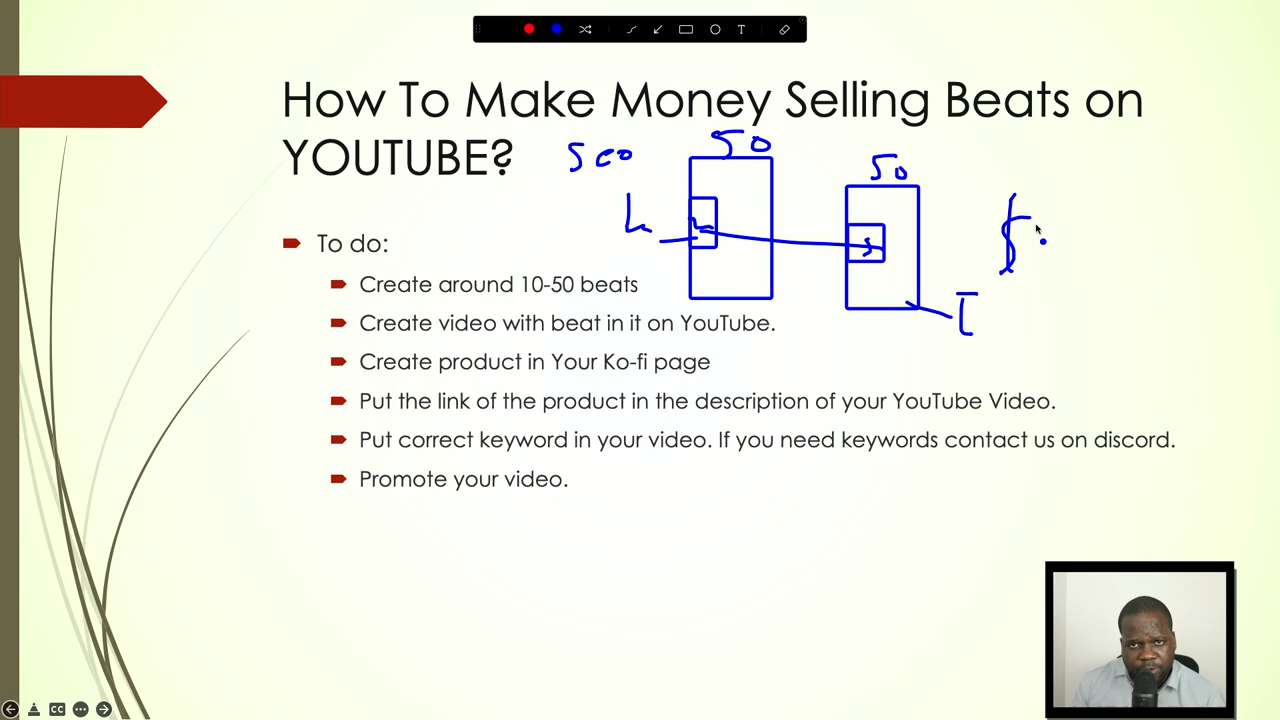 How To Make Money Selling Beats on
YOUTUBE?
50
50
To do:
Create around 10-50 beats
Create video with beat in it on YouTube.
Create product in Your Ko-fi page
Put the link of the product in the description of your YouTube Video.
Put correct keyword in your video. If you need keywords contact us on discord.
Promote your video.
T
CC